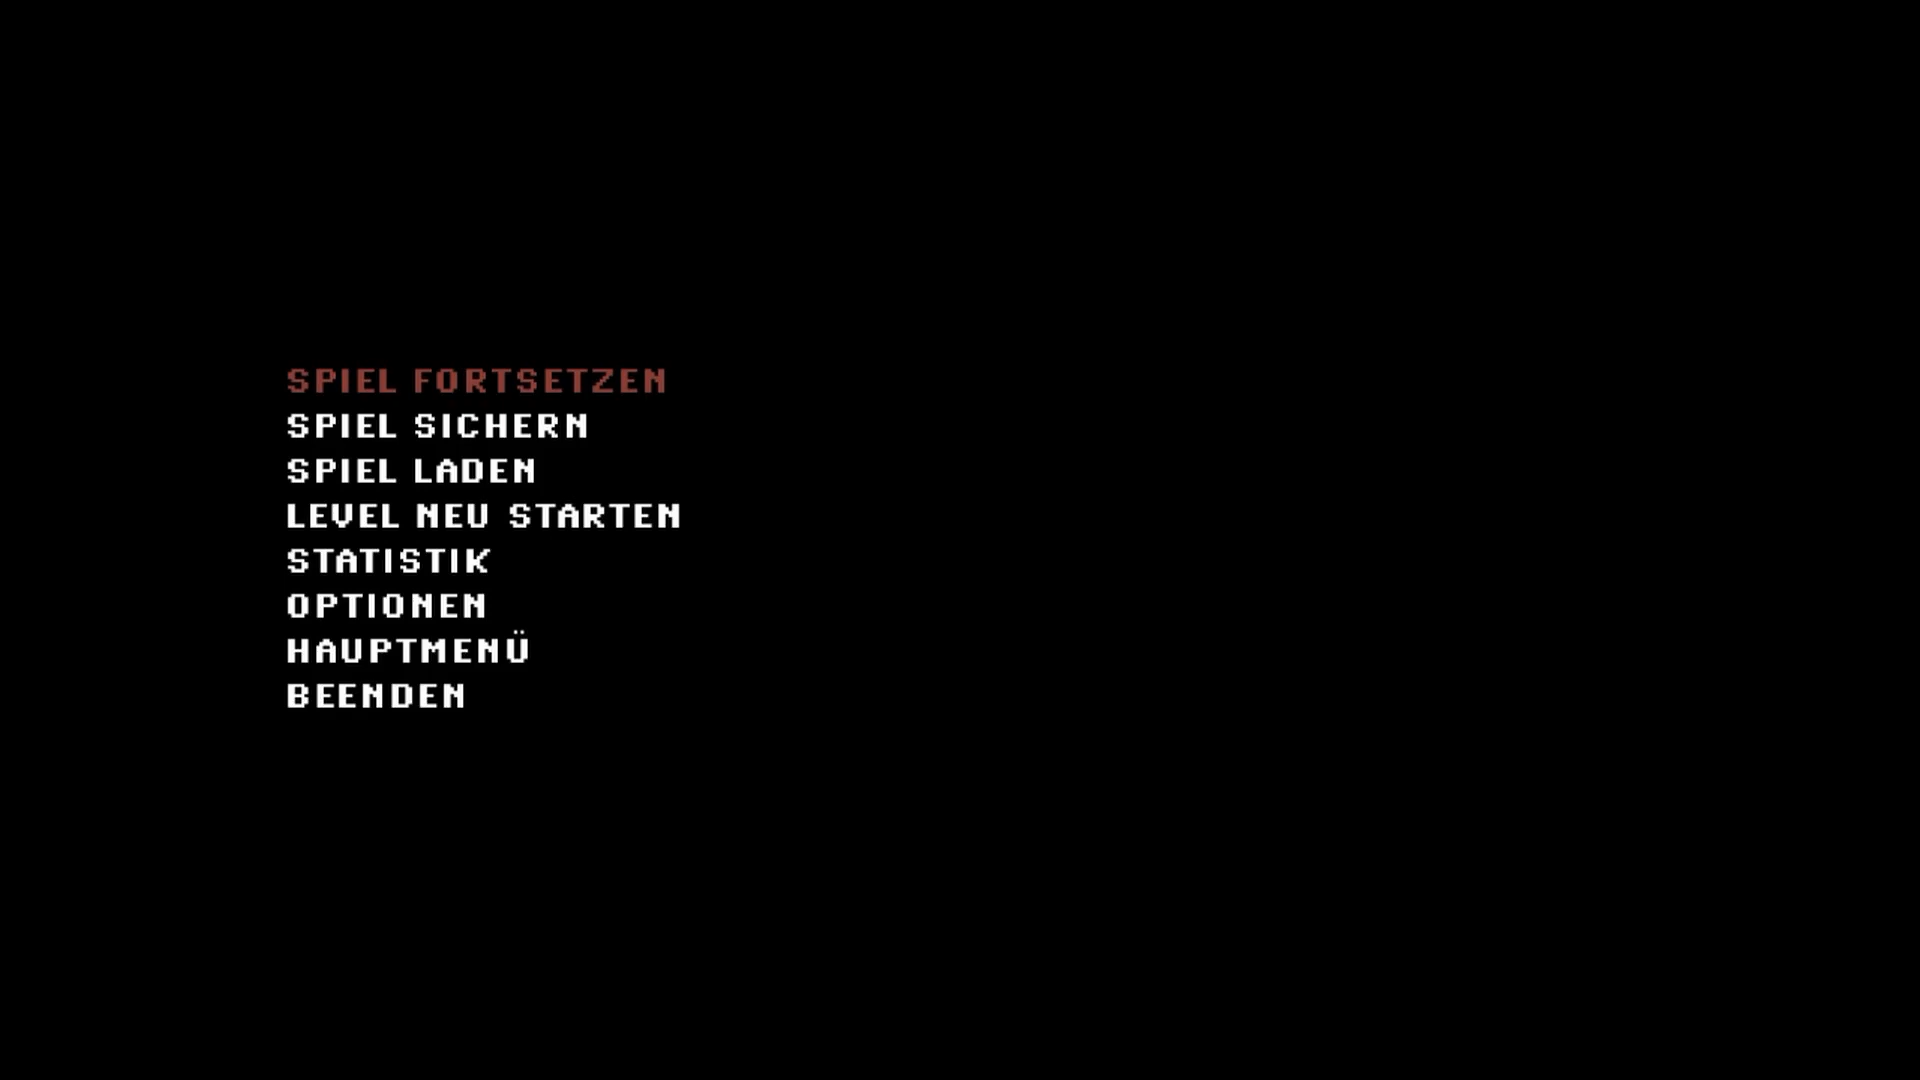 SPIEL FORTSETZEN
SPIEL SICHERN
SPIEL LADEN
LEVEL NEU STARTEN
STATISTIK
OPTIONEN
HAUPTMENÜ
BEENDEN